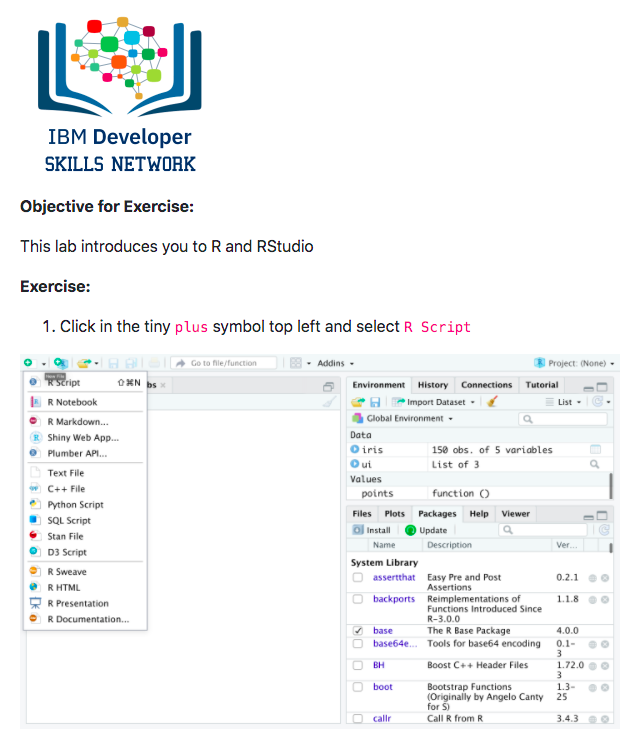 IBM Developer
SKILLS NETWORK
Objective for Exercise:
This lab introduces you to R and RStudio
Exercise:
1. Click in the tiny plus symbol top left and select R Script
Go to file/function
Addins
Project: (None)
R Script ⇧⌘N
R Notebook
R Markdown...
Shiny Web App...
Plumber API...
Text File
C++ File
Python Script
SQL Script
Stan File
D3 Script
R Sweave
R HTML
R Presentation
R Documentation...
bs
Environment History Connections Tutorial
Import Dataset List
Global Environment
Data
iris 150 obs. of 5 variables
ui List of 3
Values
points function ()
Files Plots Packages Help Viewer
Install Update
Name Description Ver...
System Library
assertthat Easy Pre and Post 0.2.1
Assertions
backports Reimplementations of 1.1.8
Functions Introduced Since
R-3.0.0
base The R Base Package 4.0.0
base64e... Tools for base64 encoding 0.1-
3
BH Boost C++ Header Files 1.72.0
3
boot Bootstrap Functions 1.3-
(Originally by Angelo Canty 25
for S)
callr Call R from R 3.4.3